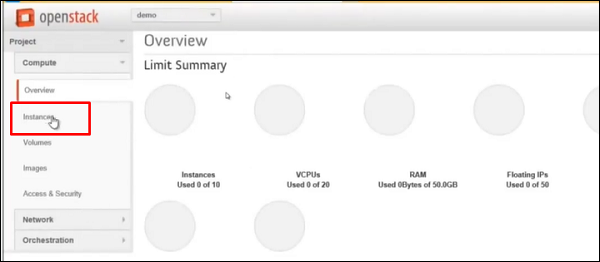 openstack
demo
Project
Compute
Overview
Instances
Volumes
Images
Access & Security
Network
Orchestration
Overview
Limit Summary
Instances
Used 0 of 10
VCPUs
Used 0 of 20
RAM
Used 0Bytes of 50.0GB
Floating IPs
Used 0 of 50